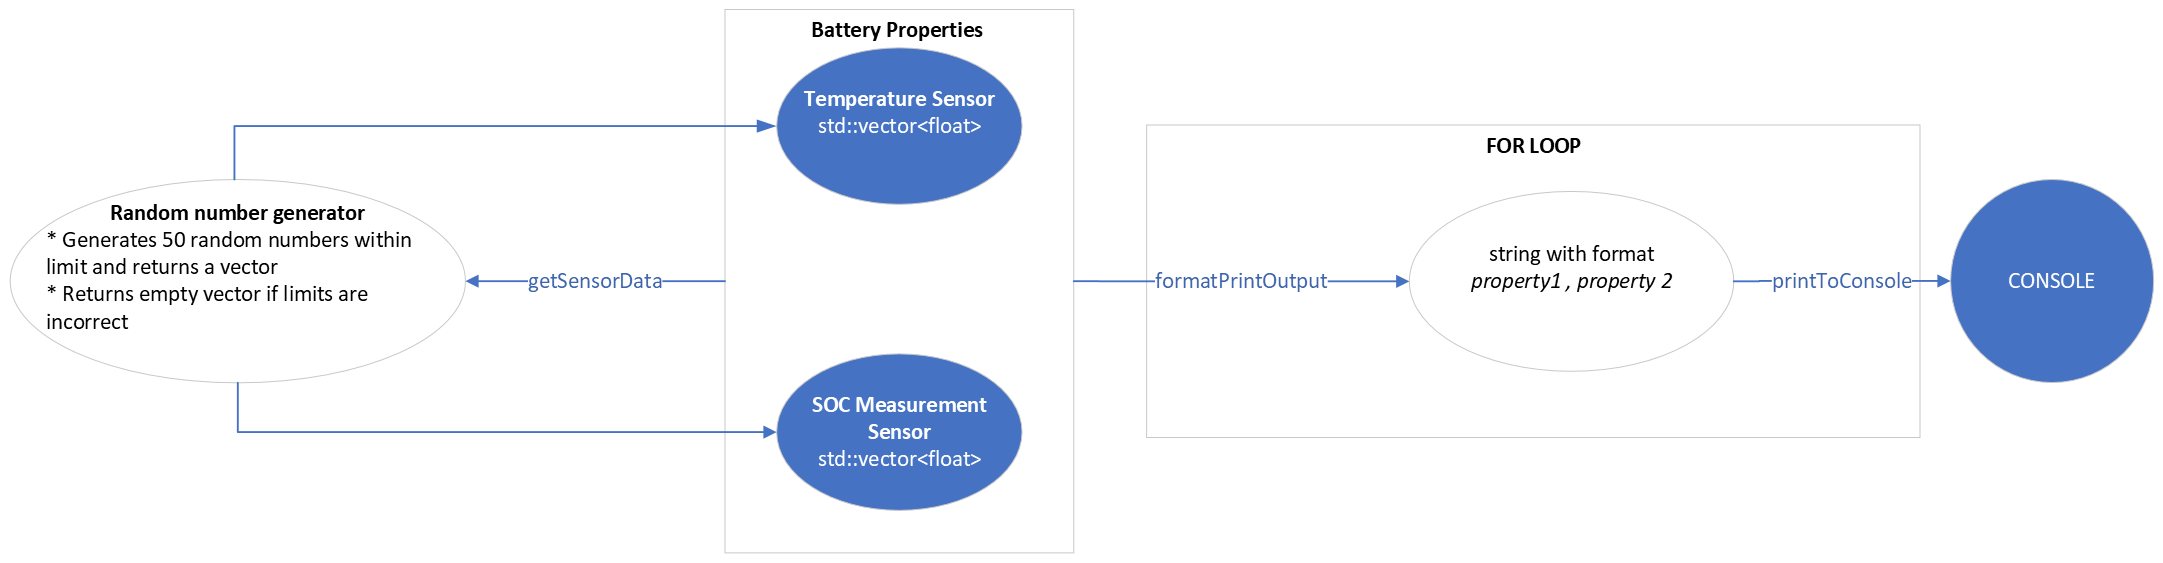 Battery Properties
Temperature Sensor
std::vector<float>
Random number generator
* Generates 50 random numbers within
limit and returns a vector
* Returns empty vector if limits are
incorrect
getSensorData
SOC Measurement
Sensor
std::vector<float>
formatPrintOutput
FOR LOOP
string with format
property1 , property 2
printToConsole
CONSOLE